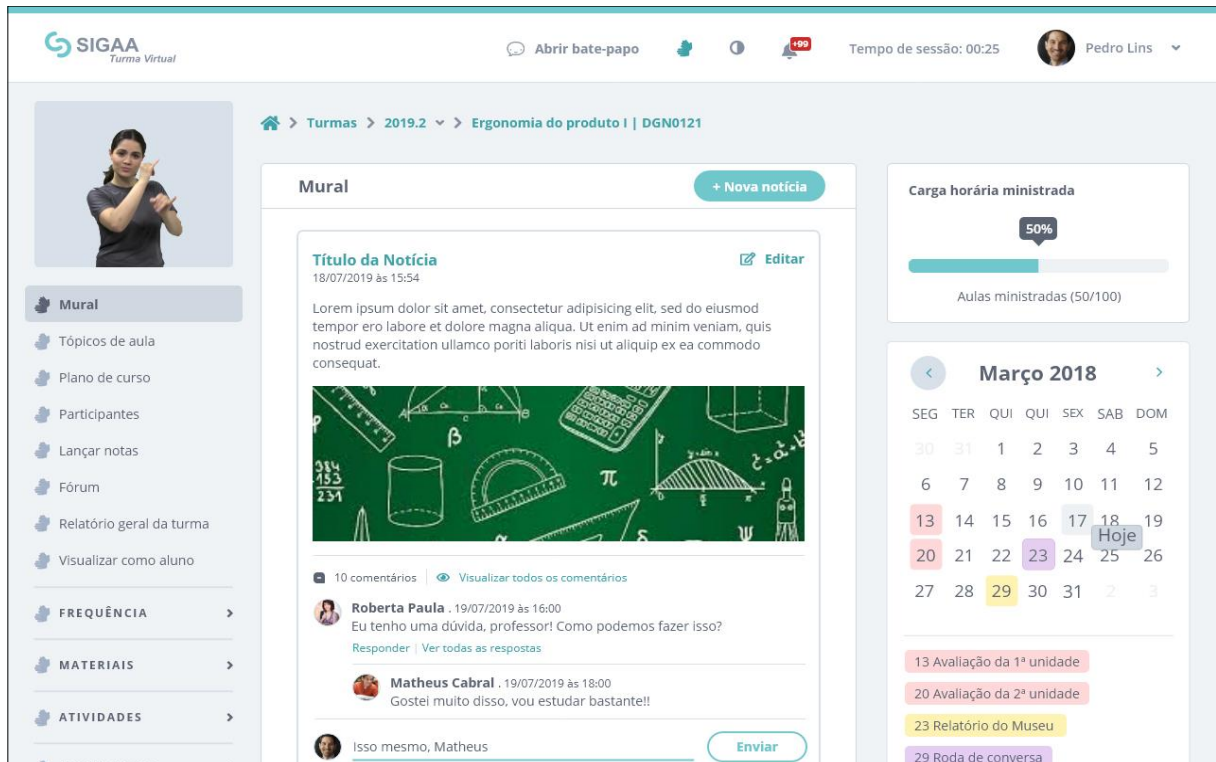 SIGAA
Turma Virtual
Abrir bate-papo
+99
Tempo de sessão: 00:25
Pedro Lins
Turmas > 2019.2 > Ergonomia do produto I | DGN0121
Mural
Tópicos de aula
Plano de curso
Participantes
Lançar notas
Fórum
Relatório geral da turma
Visualizar como aluno
FREQUÊNCIA
MATERIAIS
ATIVIDADES
Mural
+ Nova notícia
Título da Notícia
Editar
18/07/2019 às 15:54
Lorem ipsum dolor sit amet, consectetur adipisicing elit, sed do eiusmod
tempor ero labore et dolore magna aliqua. Ut enim ad minim veniam, quis
nostrud exercitation ullamco poriti laboris nisi ut aliquip ex ea commodo
consequat.
β
π
384
153
231
ψ
10 comentários | Visualizar todos os comentários
Roberta Paula . 19/07/2019 às 16:00
Eu tenho uma dúvida, professor! Como podemos fazer isso?
Responder | Ver todas as respostas
Matheus Cabral . 19/07/2019 às 18:00
Gostei muito disso, vou estudar bastante!!
Isso mesmo, Matheus
Enviar
Carga horária ministrada
50%
Aulas ministradas (50/100)
Março 2018
SEG TER QUI QUI SEX SAB DOM
30 31 1 2 3 4 5
6 7 8 9 10 11 12
13 14 15 16 17 18 19
Hoje
20 21 22 23 24 25 26
27 28 29 30 31 2 3
13 Avaliação da 1ª unidade
20 Avaliação da 2ª unidade
23 Relatório do Museu
29 Roda de conversa